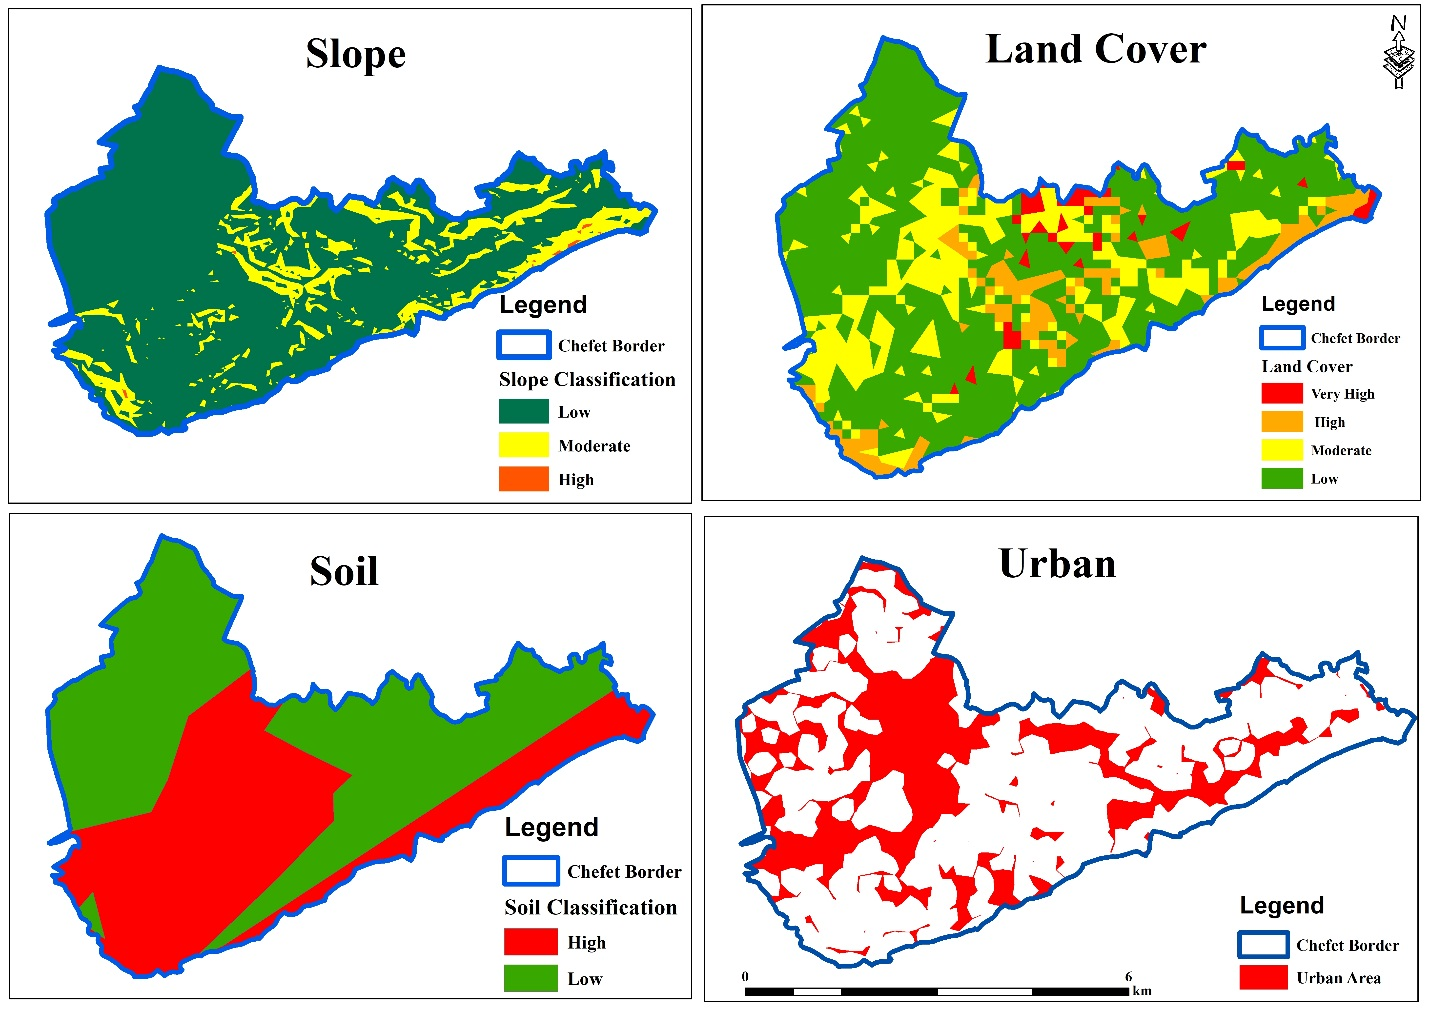 Slope
Legend
Chefet Border
Slope Classification
Low
Moderate
High
Land Cover
N
Legend
Chefet Border
Land Cover
Very High
High
Moderate
Low
Soil
Legend
Chefet Border
Soil Classification
High
Low
Urban
Legend
Chefet Border
Urban Area
0 6
km